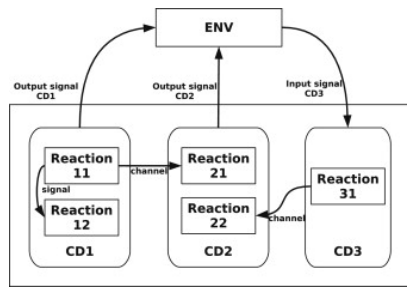 ENV
Output signal
CD1
Output signal
CD2
Input signal
CD3
Reaction
11
channel
Reaction
21
signal
Reaction
12
Reaction
22
channel
Reaction
31
CD1
CD2
CD3